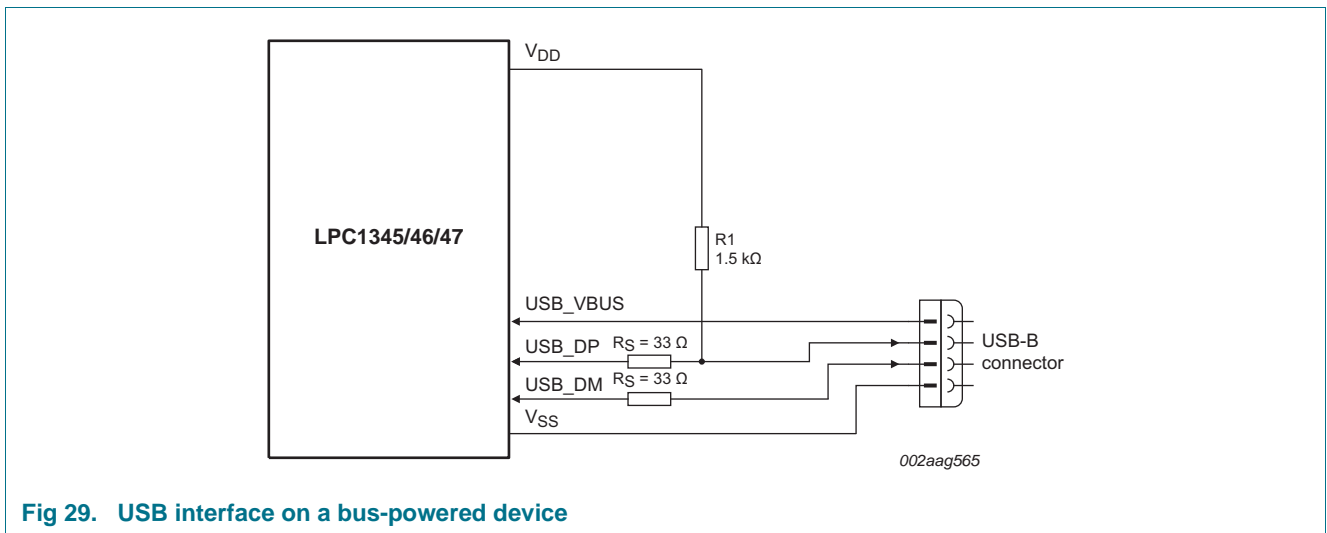 VDD
LPC1345/46/47
R1
1.5 kΩ
USB_VBUS
USB_DP RS = 33 Ω
USB_DM RS = 33 Ω
VSS
USB-B
connector
002aag565
Fig 29. USB interface on a bus-powered device